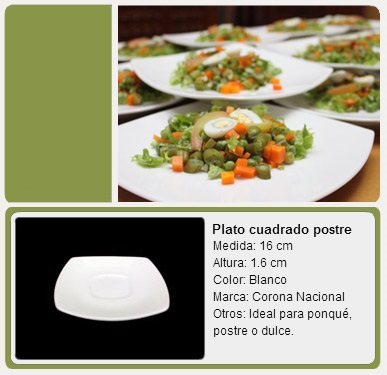 Plato cuadrado postre
Medida: 16 cm
Altura: 1.6 cm
Color: Blanco
Marca: Corona Nacional
Otros: Ideal para ponqué,
postre o dulce.